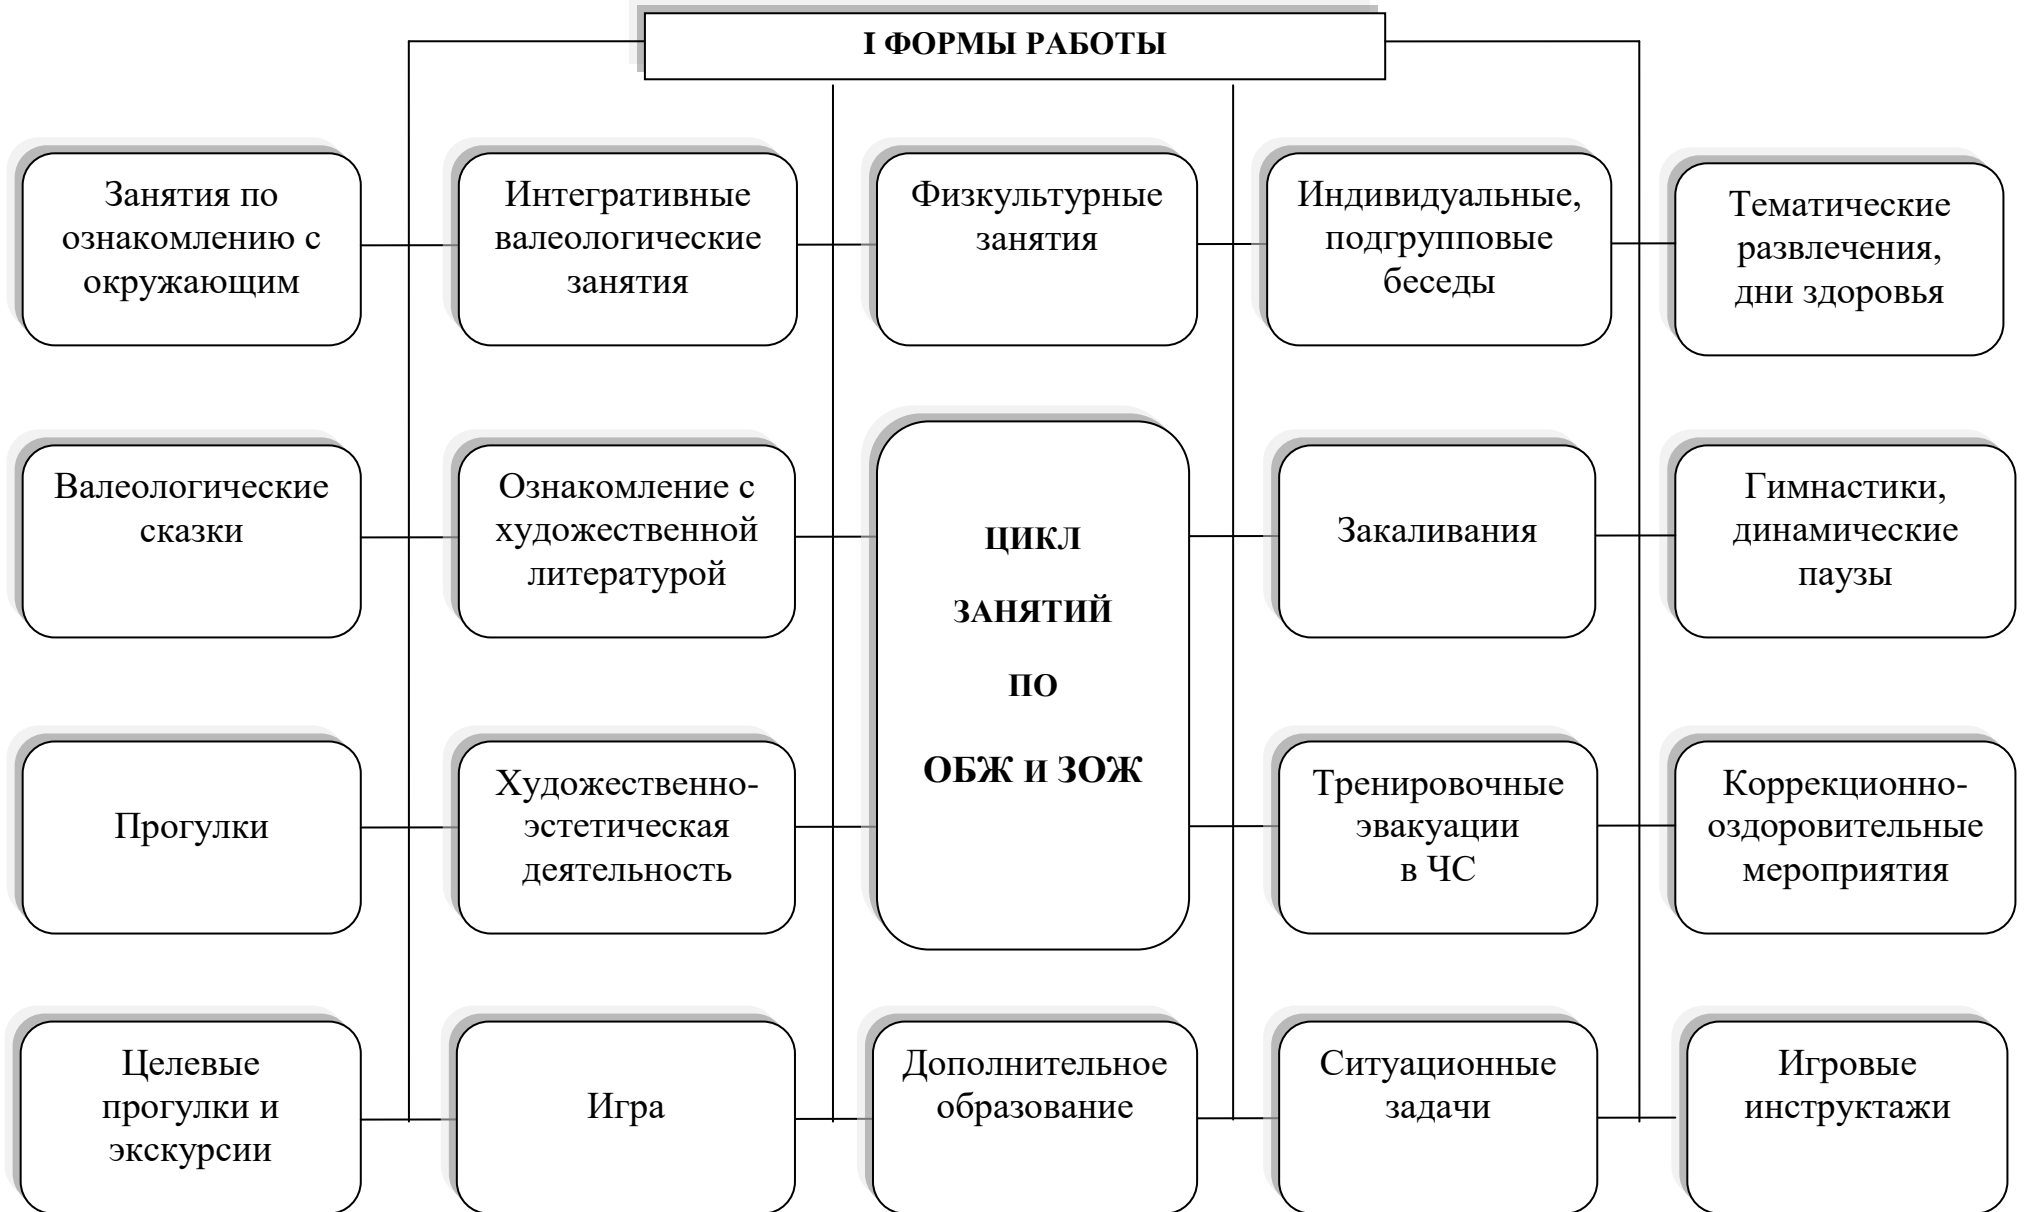 I ФОРМЫ РАБОТЫ
Занятия по
ознакомлению с
окружающим
Интегративные
валеологические
занятия
Физкультурные
занятия
Индивидуальные,
подгрупповые
беседы
Тематические
развлечения,
дни здоровья
Валеологические
сказки
Ознакомление с
художественной
литературой
ЦИКЛ
ЗАНЯТИЙ
ПО
ОБЖ И ЗОЖ
Закаливания
Гимнастики,
динамические
паузы
Прогулки
Художественно-
эстетическая
деятельность
Тренировочные
эвакуации
в ЧС
Коррекционно-
оздоровительные
мероприятия
Целевые
прогулки и
экскурсии
Игра
Дополнительное
образование
Ситуационные
задачи
Игровые
инструктажи